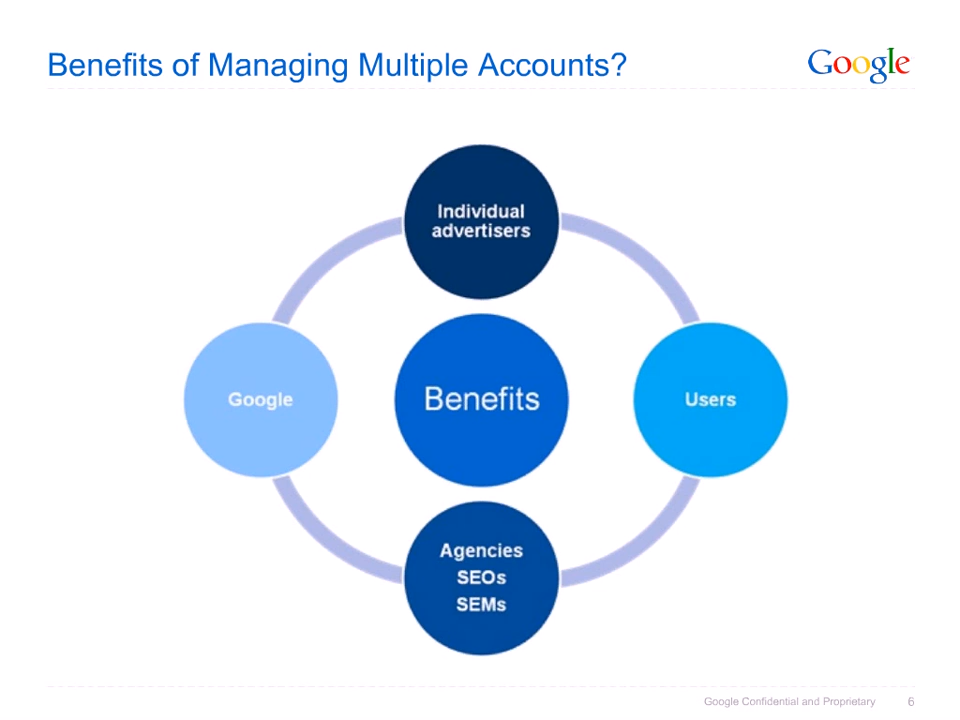 Benefits of Managing Multiple Accounts?
Google
Individual
advertisers
Google
Benefits
Users
Agencies
SEOs
SEMs
Google Confidential and Proprietary
6